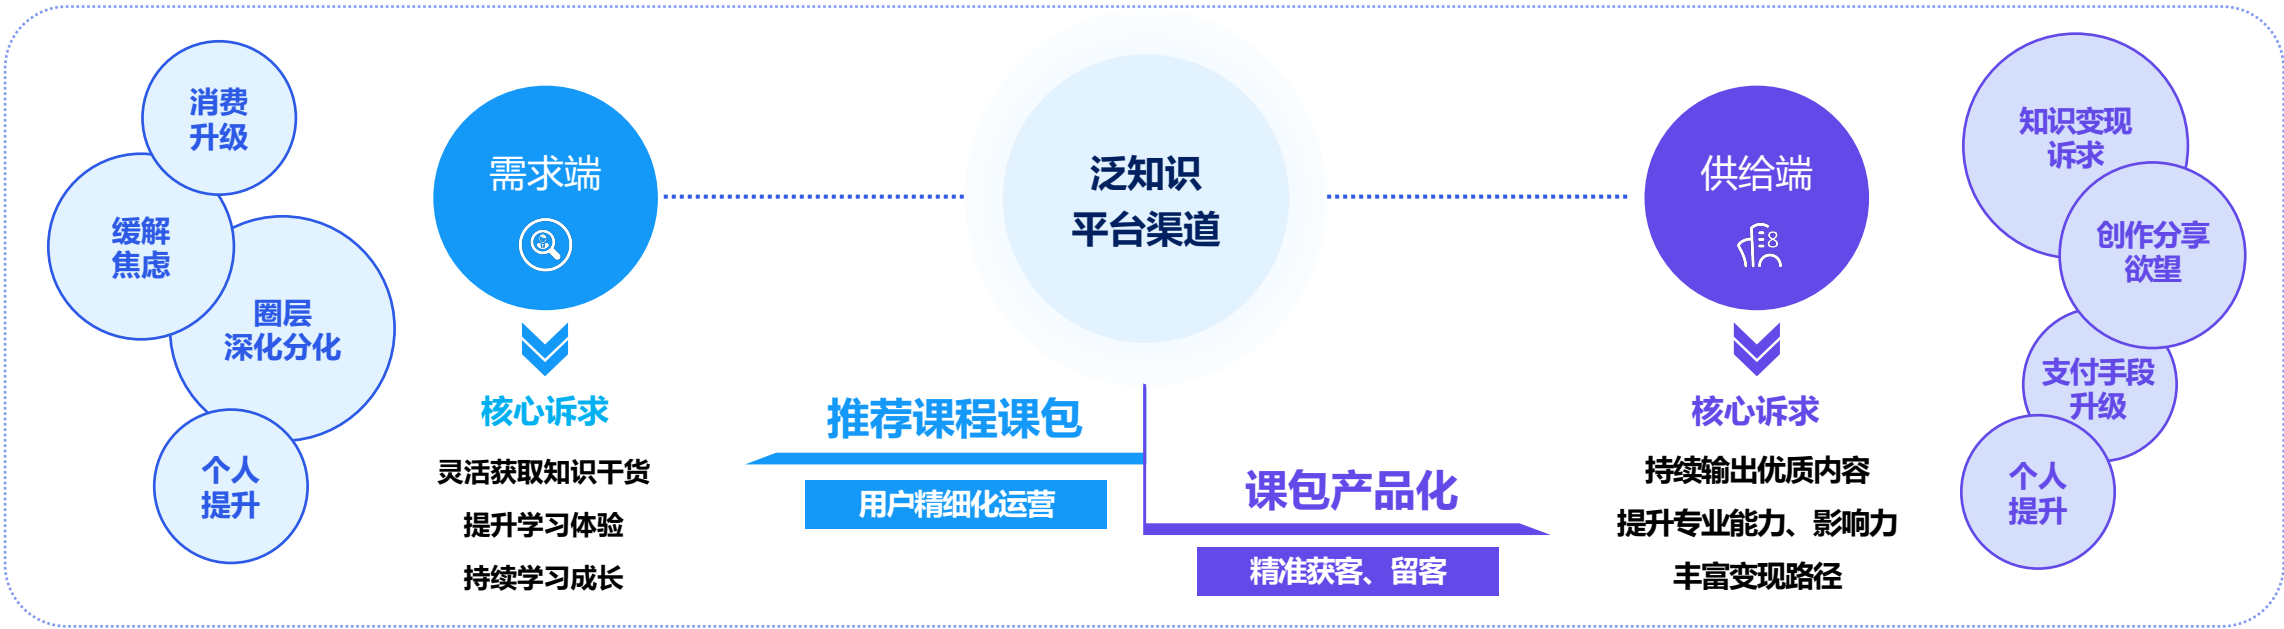 消费
升级
缓解
焦虑
圈层
深化分化
个人
提升
需求端
核心诉求
灵活获取知识干货
提升学习体验
持续学习成长
泛知识
平台渠道
推荐课程课包
用户精细化运营
课包产品化
精准获客、留客
供给端
8
核心诉求
持续输出优质内容
提升专业能力、影响力
丰富变现路径
知识变现
诉求
创作分享
欲望
支付手段
升级
个人
提升